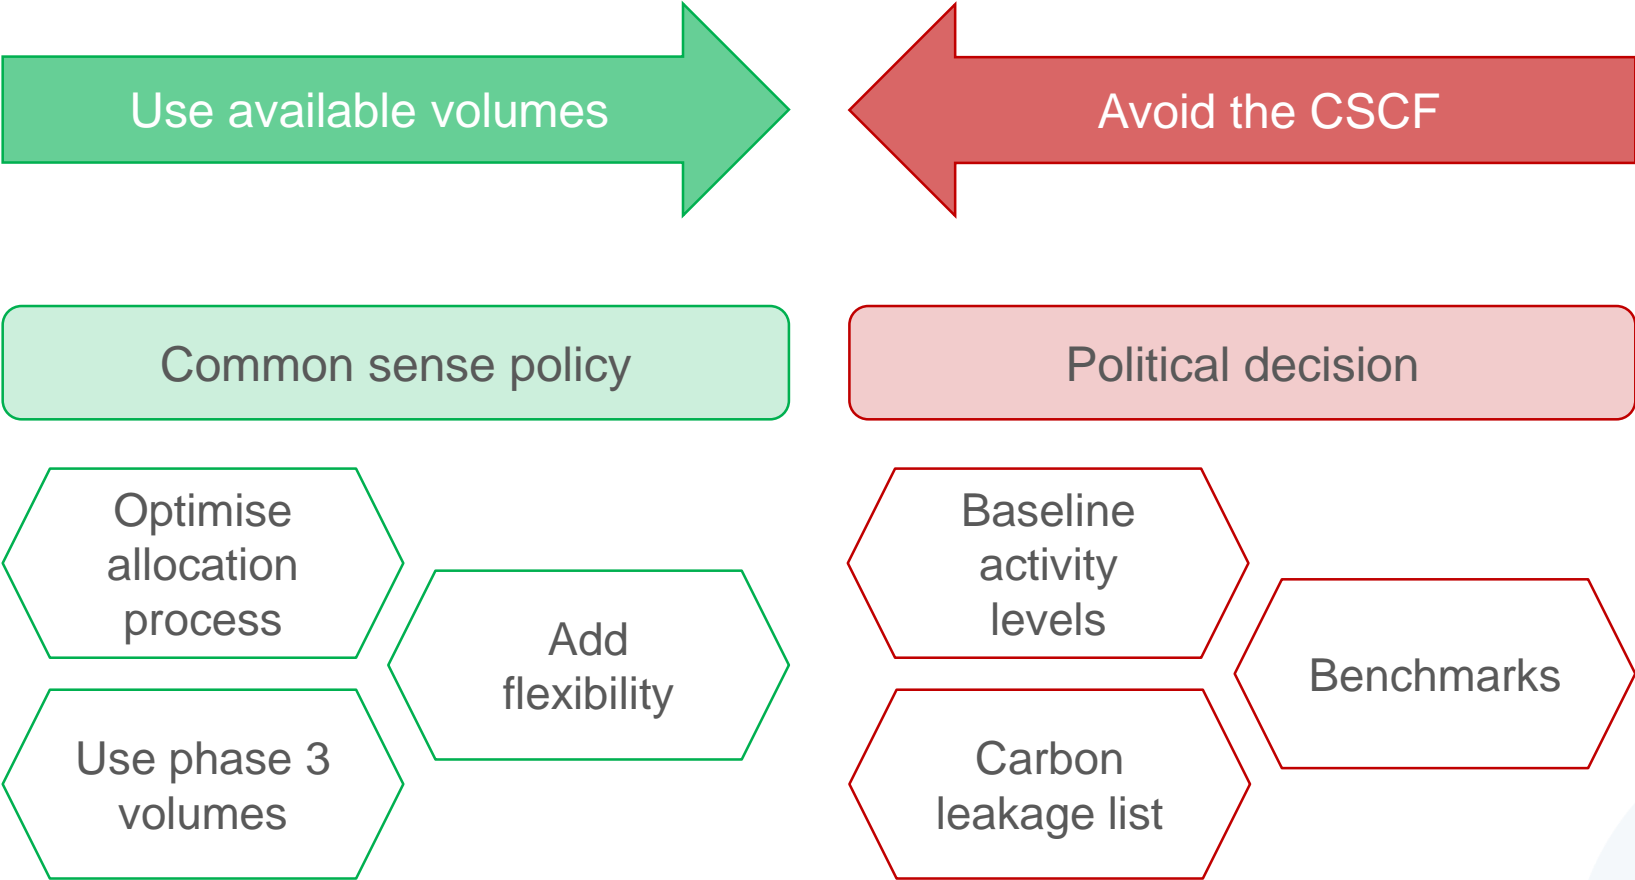 Use available volumes
Avoid the CSCF
Common sense policy
Political decision
Optimise
allocation
process
Add
flexibility
Use phase 3
volumes
Baseline
activity
levels
Benchmarks
Carbon
leakage list